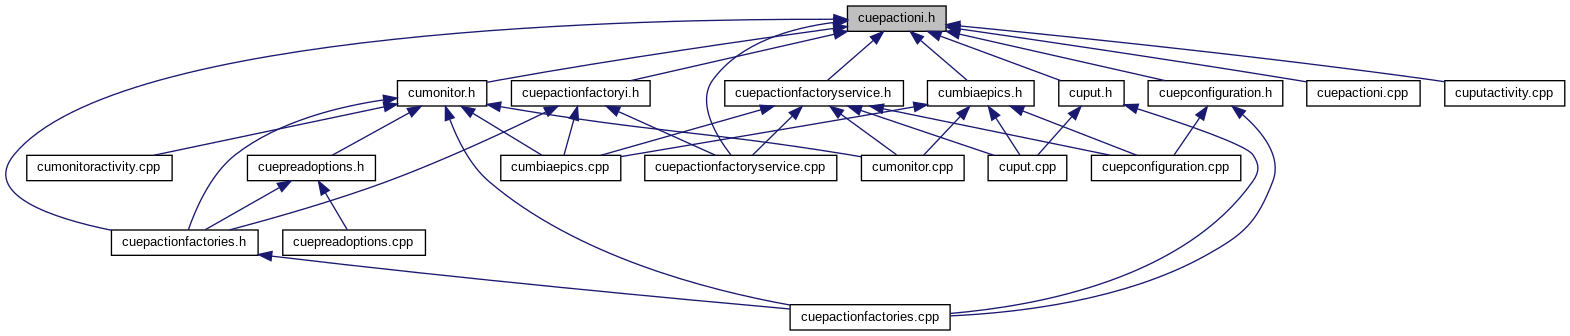 cuepactioni.h
cumonitor.h
cuepactionfactoryi.h
cuepactionfactoryservice.h
cumbiaepics.h
cuput.h
cuepconfiguration.h
cuepactioni.cpp
cuputactivity.cpp
cumonitoractivity.cpp
cuepreadoptions.h
cumbiaepics.cpp
cuepactionfactoryservice.cpp
cumonitor.cpp
cuput.cpp
cuepconfiguration.cpp
cuepactionfactories.h
cuepreadoptions.cpp
cuepactionfactories.cpp